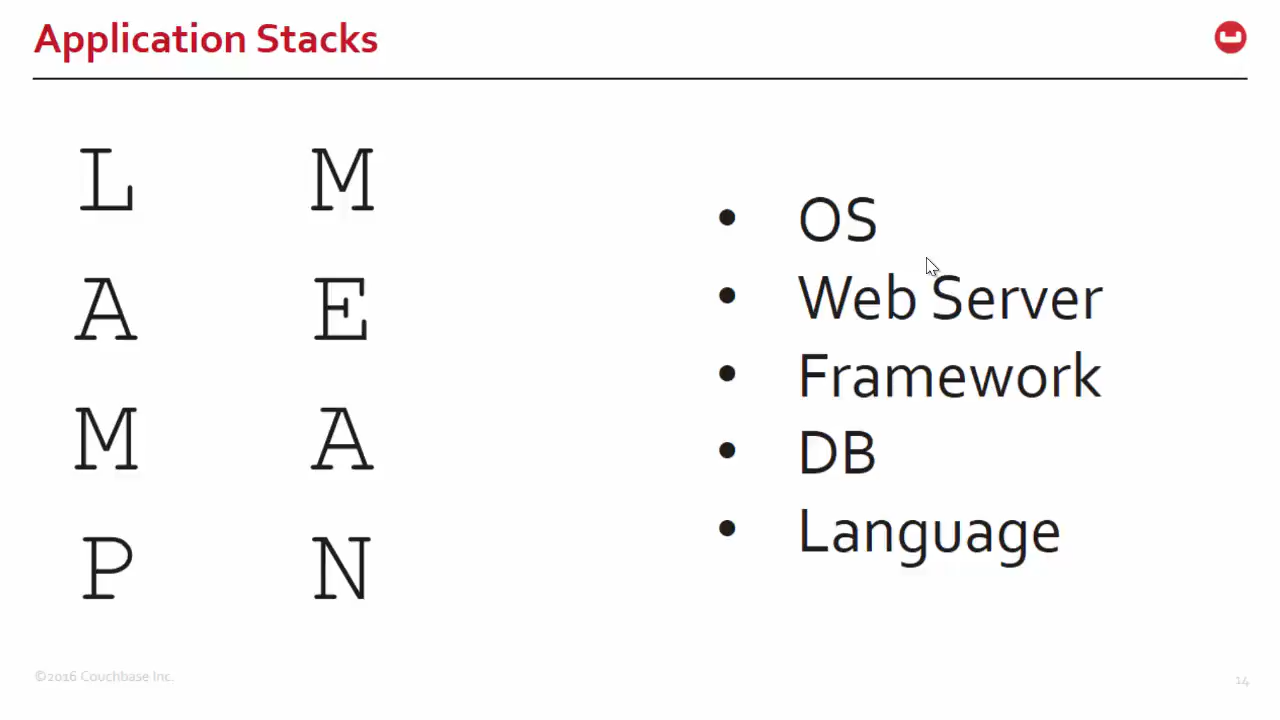 Application Stacks
L M
A E
M A
P N
• OS
• Web Server
• Framework
• DB
• Language
©2016 Couchbase Inc.
14